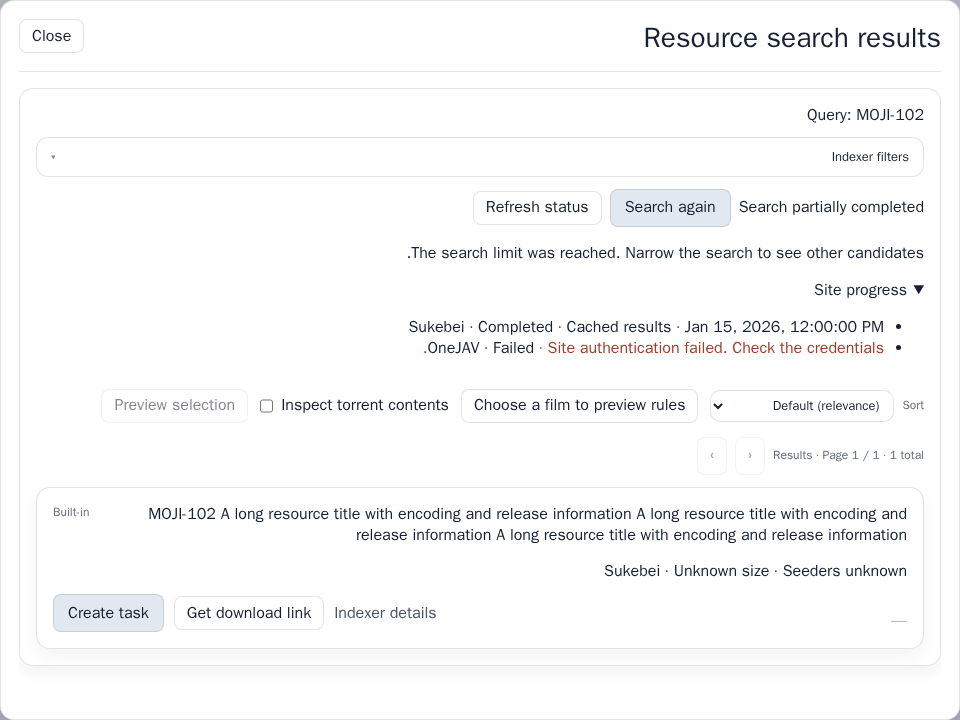 Resource search results
Close
Query: MOJI-102
Indexer filters
Search partially completed
Search again
Refresh status
.The search limit was reached. Narrow the search to see other candidates
▼ Site progress
• Sukebei · Completed · Cached results · Jan 15, 2026, 12:00:00 PM
• .OneJAV · Failed · Site authentication failed. Check the credentials
Sort
Default (relevance)
Choose a film to preview rules
Inspect torrent contents
Preview selection
Results · Page 1 / 1 · 1 total
›
‹
MOJI-102 A long resource title with encoding and release information A long resource title with encoding and
release information A long resource title with encoding and release information
Built-in
Sukebei · Unknown size · Seeders unknown
—
Indexer details
Get download link
Create task